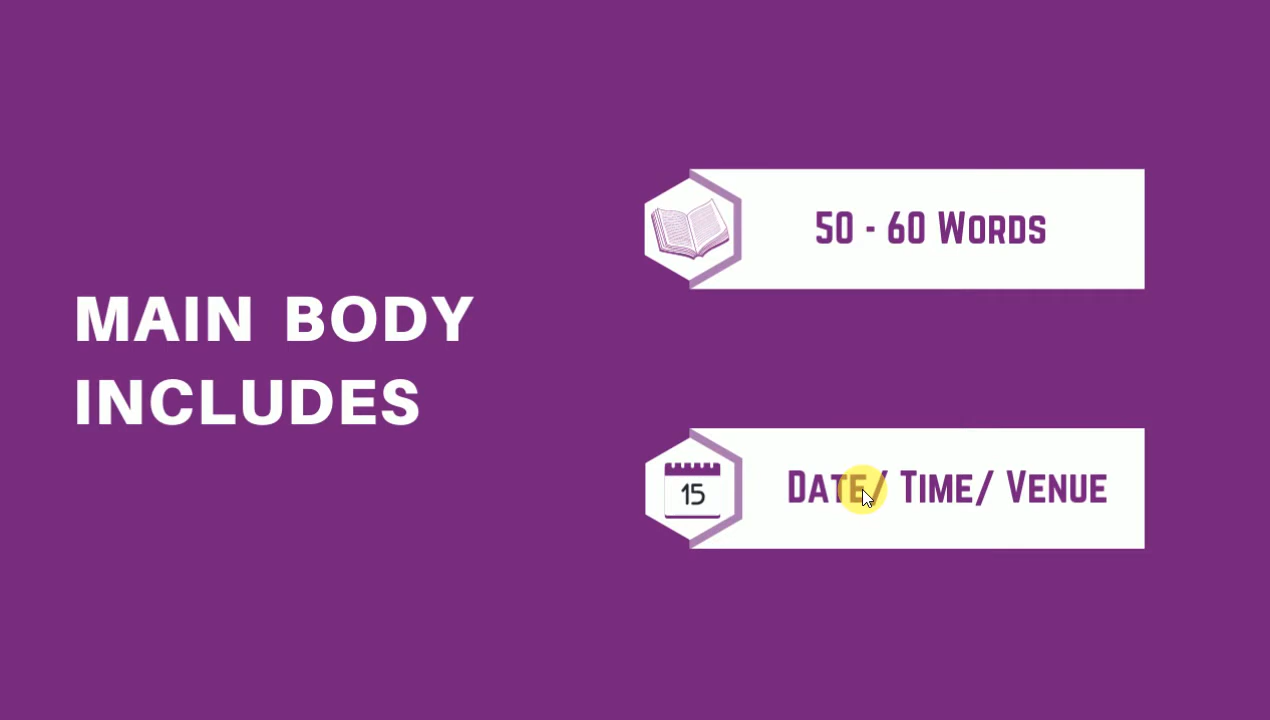 MAIN BODY
INCLUDES
50 - 60 Words
15
Date/ Time/ Venue